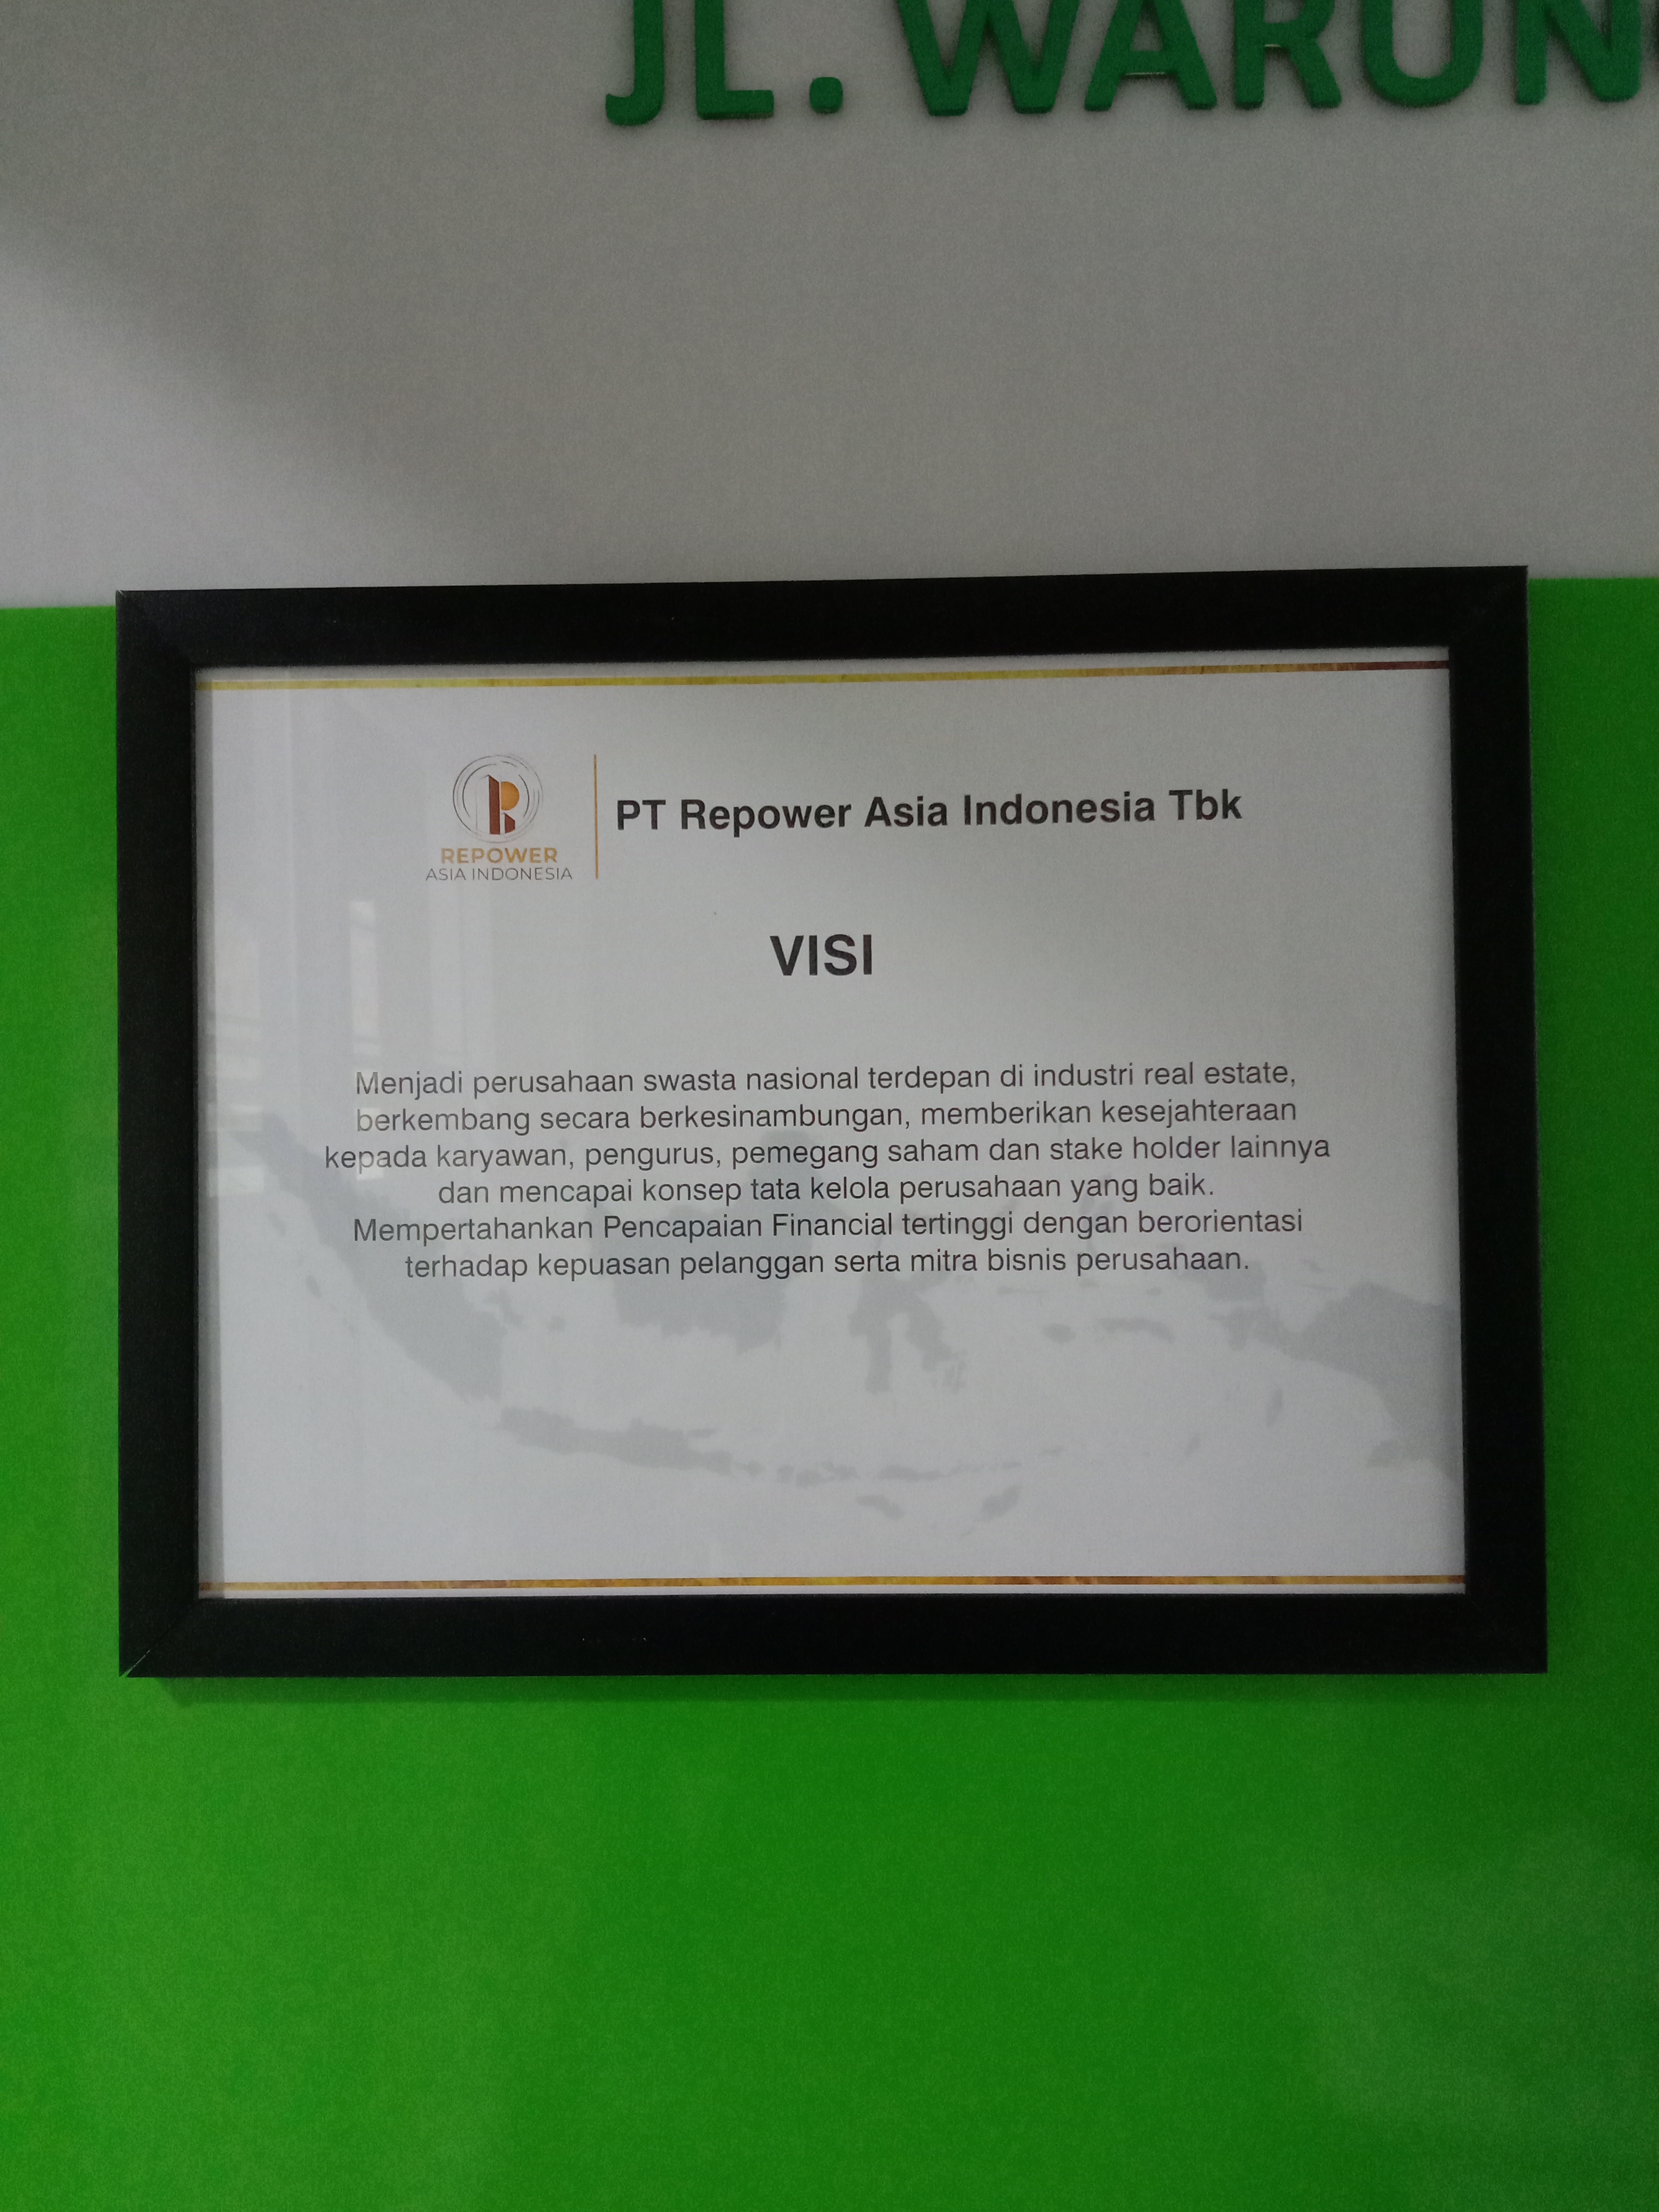 JL. WARUN
REPOWER
ASIA INDONESIA
PT Repower Asia Indonesia Tbk
VISI
Menjadi perusahaan swasta nasional terdepan di industri real estate,
berkembang secara berkesinambungan, memberikan kesejahteraan
kepada karyawan, pengurus, pemegang saham dan stake holder lainnya
dan mencapai konsep tata kelola perusahaan yang baik.
Mempertahankan Pencapaian Financial tertinggi dengan berorientasi
terhadap kepuasan pelanggan serta mitra bisnis perusahaan.